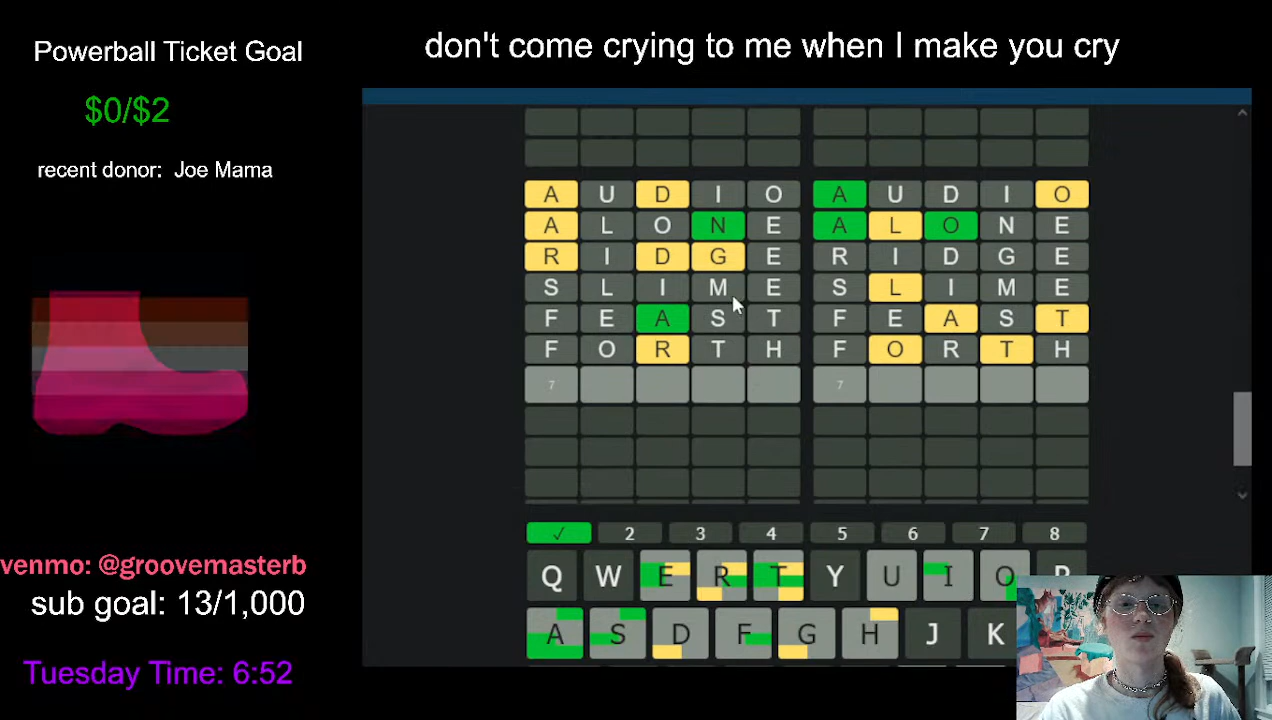 Powerball Ticket Goal
$0/$2
recent donor: Joe Mama
don't come crying to me when I make you cry
A U D I O A U D I O
A L O N E A L O N E
R I D G E R I D G E
S L I M E S L I M E
F E A S T F E A S T
F O R T H F O R T H
7 7
✓ 2 3 4 5 6 7 8
Q W E R T Y U I O P
A S D F G H J K
venmo: @groovemasterb
sub goal: 13/1,000
Tuesday Time: 6:52